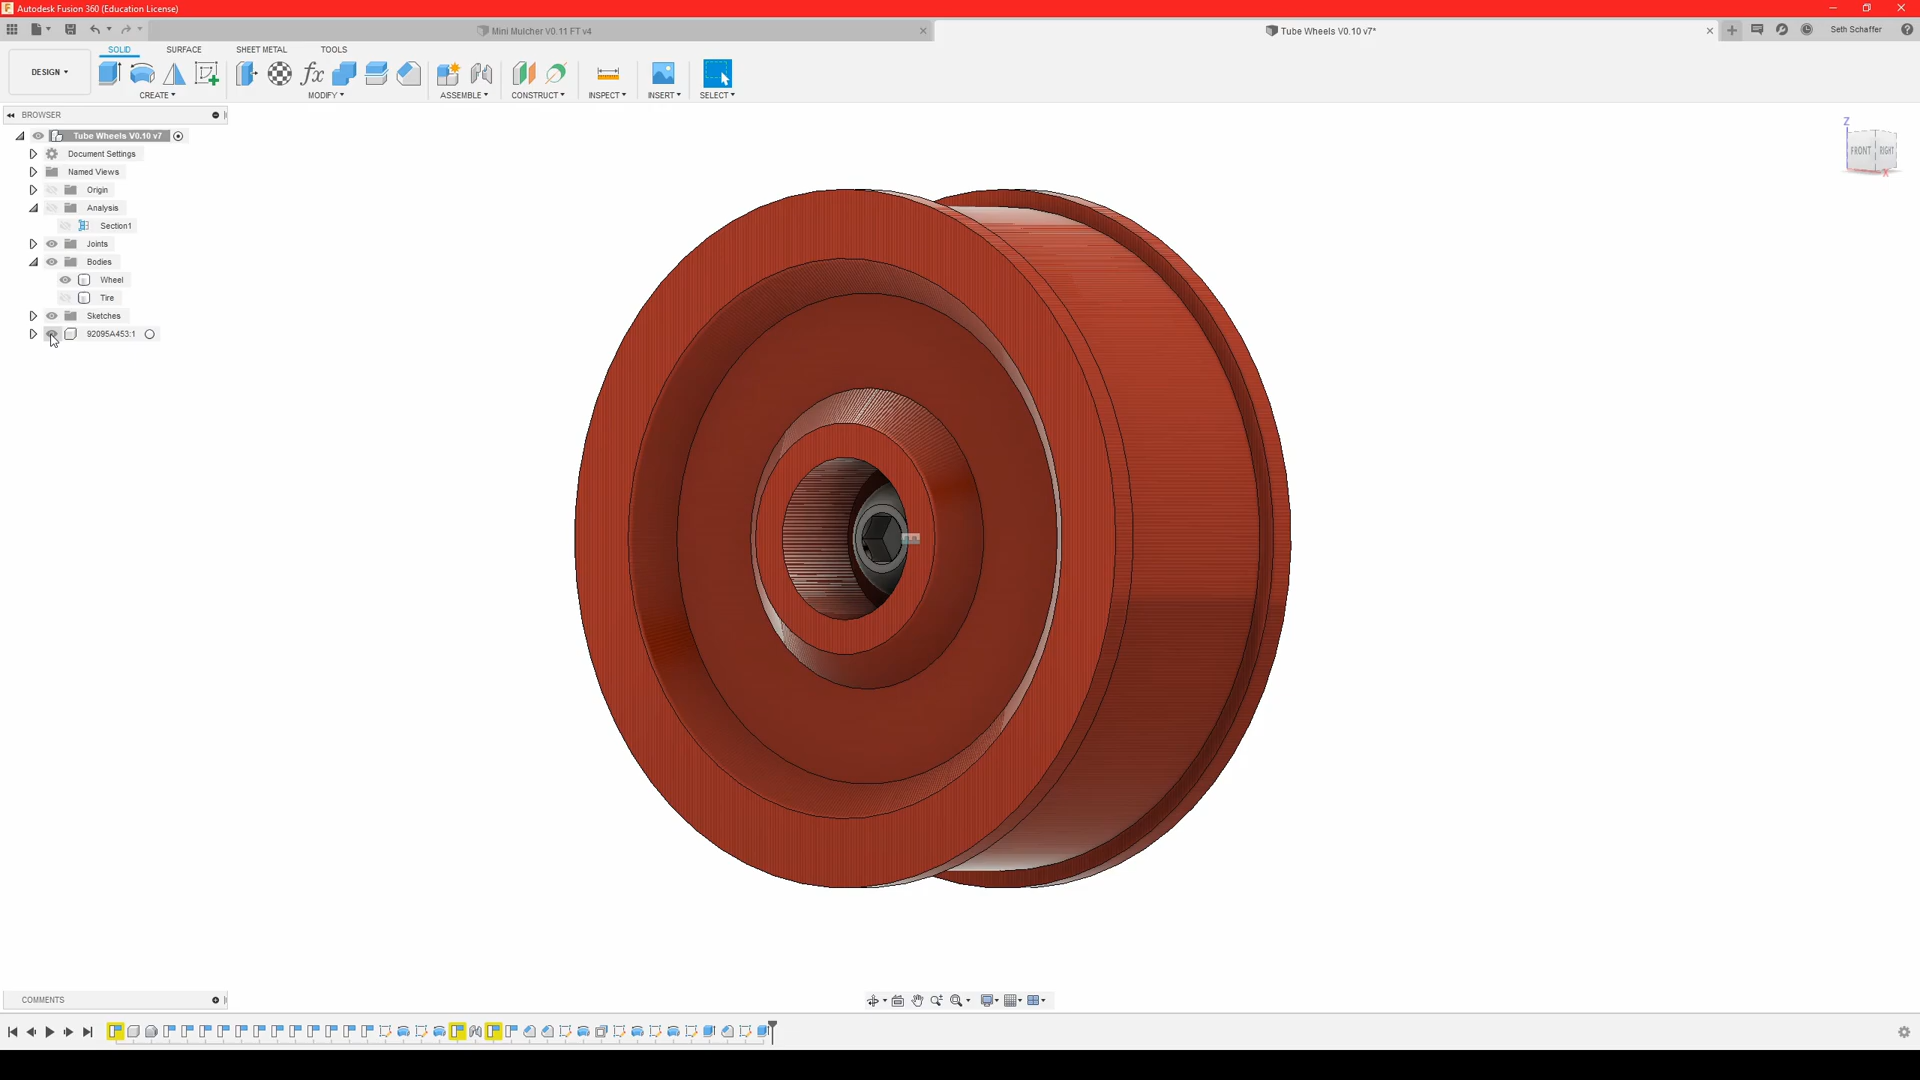 Autodesk Fusion 360 (Education License)
Mini Mulcher V0.11 FT v4
Tube Wheels V0.10 v7*
Seth Schaffer
SOLID SURFACE SHEET METAL TOOLS
DESIGN
CREATE MODIFY ASSEMBLE CONSTRUCT INSPECT INSERT SELECT
BROWSER
Tube Wheels V0.10 v7
Document Settings
Named Views
Origin
Analysis
Section1
Joints
Bodies
Wheel
Tire
Sketches
92095A453:1
Z
FRONT RIGHT
X
COMMENTS